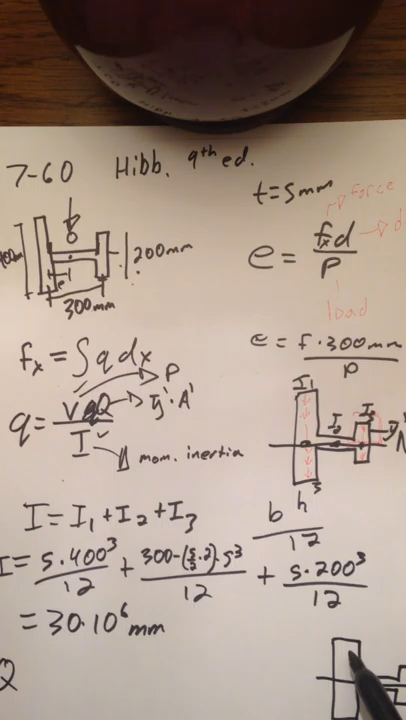 7-60 Hibb. 9th ed.
t=5mm
force
e = fx d / P
d
load
400m
200mm
e
300mm
fx = ∫q dx
e = f·300mm / P
P
q = VQ / I
ȳ'·A'
mom. inertia
I1
I2
I3
A'
I = I1 + I2 + I3
b h3 / 12
I = 5·400³/12 + 300-(5/2·2)·5³/12 + 5·200³/12
= 30·10⁶ mm
Q